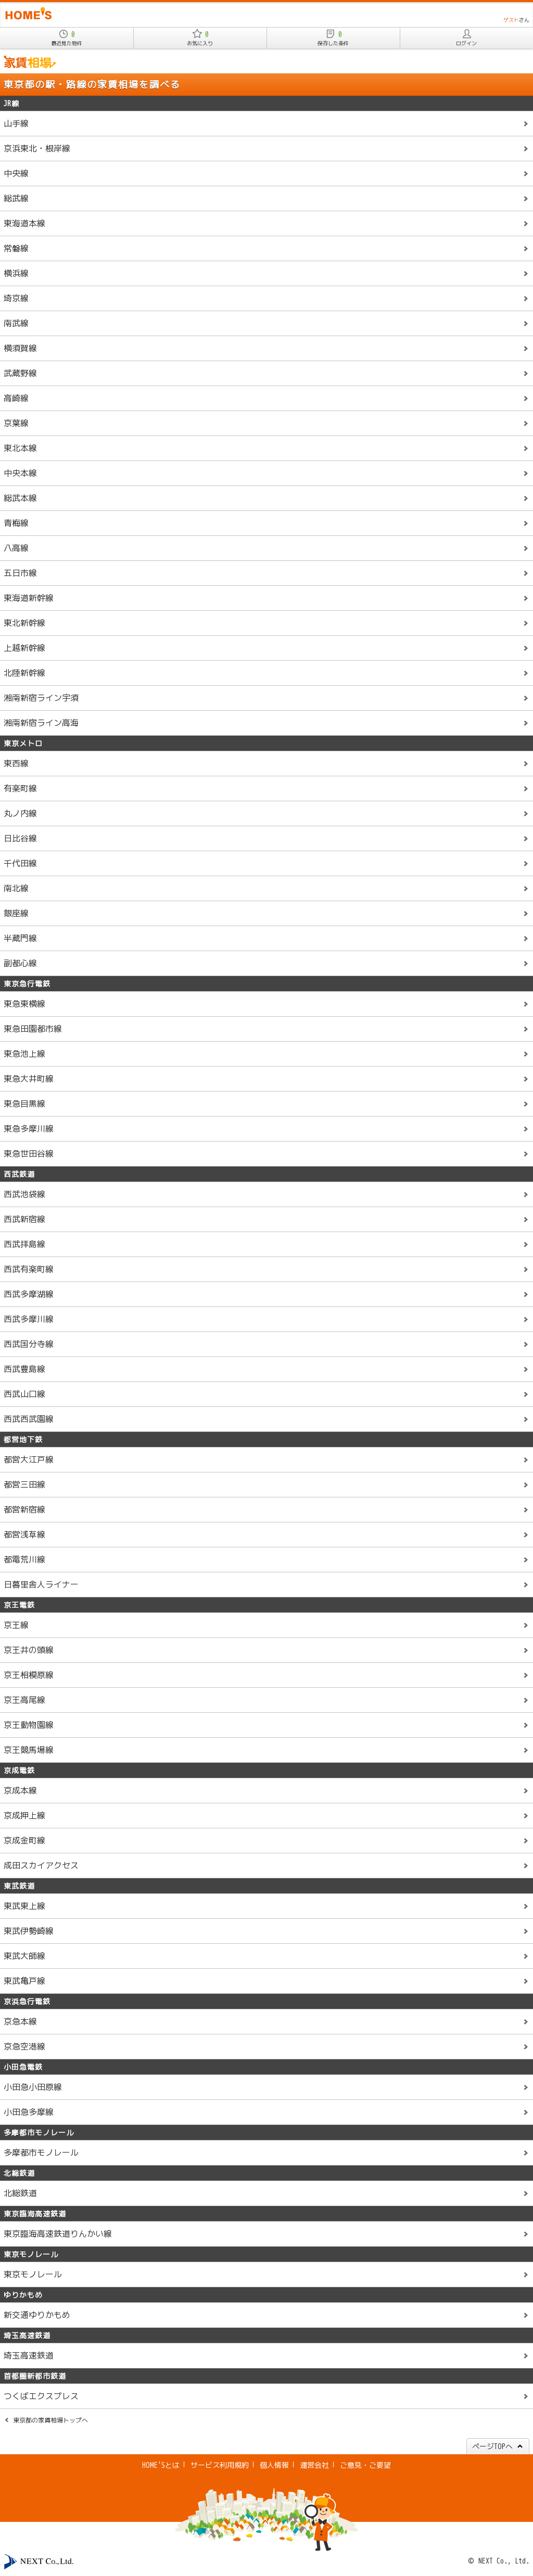 HOME'S
ゲストさん
0
最近見た物件
0
お気に入り
0
保存した条件
ログイン
家賃相場
東京都の駅・路線の家賃相場を調べる
JR線
山手線
京浜東北・根岸線
中央線
総武線
東海道本線
常磐線
横浜線
埼京線
南武線
横須賀線
武蔵野線
高崎線
京葉線
東北本線
中央本線
総武本線
青梅線
八高線
五日市線
東海道新幹線
東北新幹線
上越新幹線
北陸新幹線
湘南新宿ライン宇須
湘南新宿ライン高海
東京メトロ
東西線
有楽町線
丸ノ内線
日比谷線
千代田線
南北線
銀座線
半蔵門線
副都心線
東京急行電鉄
東急東横線
東急田園都市線
東急池上線
東急大井町線
東急目黒線
東急多摩川線
東急世田谷線
西武鉄道
西武池袋線
西武新宿線
西武拝島線
西武有楽町線
西武多摩湖線
西武多摩川線
西武国分寺線
西武豊島線
西武山口線
西武西武園線
都営地下鉄
都営大江戸線
都営三田線
都営新宿線
都営浅草線
都電荒川線
日暮里舎人ライナー
京王電鉄
京王線
京王井の頭線
京王相模原線
京王高尾線
京王動物園線
京王競馬場線
京成電鉄
京成本線
京成押上線
京成金町線
成田スカイアクセス
東武鉄道
東武東上線
東武伊勢崎線
東武大師線
東武亀戸線
京浜急行電鉄
京急本線
京急空港線
小田急電鉄
小田急小田原線
小田急多摩線
多摩都市モノレール
多摩都市モノレール
北総鉄道
北総鉄道
東京臨海高速鉄道
東京臨海高速鉄道りんかい線
東京モノレール
東京モノレール
ゆりかもめ
新交通ゆりかもめ
埼玉高速鉄道
埼玉高速鉄道
首都圏新都市鉄道
つくばエクスプレス
東京都の家賃相場トップへ
ページTOPへ
HOME'Sとは | サービス利用規約 | 個人情報 | 運営会社 | ご意見・ご要望
NEXT Co.,Ltd.
© NEXT Co., Ltd.